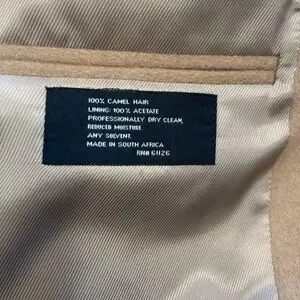 100% CAMEL HAIR
LINING: 100% ACETATE
PROFESSIONALLY DRY CLEAN,
REDUCED MOISTURE.
ANY SOLVENT.
MADE IN SOUTH AFRICA
RN# 61126